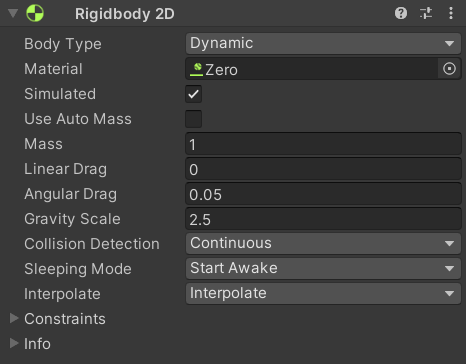 Rigidbody 2D
Body Type Dynamic
Material Zero
Simulated
Use Auto Mass
Mass 1
Linear Drag 0
Angular Drag 0.05
Gravity Scale 2.5
Collision Detection Continuous
Sleeping Mode Start Awake
Interpolate Interpolate
Constraints
Info